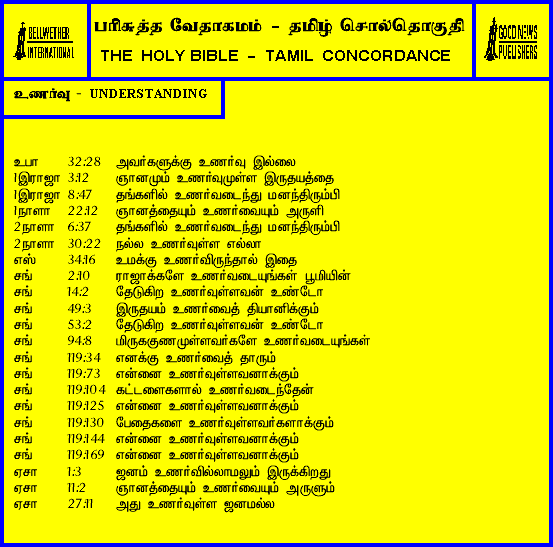 BELLWETHER
INTERNATIONAL
பரிசுத்த வேதாகமம் - தமிழ் சொல்தொகுதி
THE HOLY BIBLE - TAMIL CONCORDANCE
GOOD NEWS
PUBLISHERS
உணர்வு - UNDERSTANDING
உபா 32:28 அவர்களுக்கு உணர்வு இல்லை
1இராஜா 3:12 ஞானமும் உணர்வுமுள்ள இருதயத்தை
1இராஜா 8:47 தங்களில் உணர்வடைந்து மனந்திரும்பி
1நாளா 22:12 ஞானத்தையும் உணர்வையும் அருளி
2நாளா 6:37 தங்களில் உணர்வடைந்து மனந்திரும்பி
2நாளா 30:22 நல்ல உணர்வுள்ள எல்லா
எஸ் 34:16 உமக்கு உணர்விருந்தால் இதை
சங் 2:10 ராஜாக்களே உணர்வடையுங்கள் பூமியின்
சங் 14:2 தேடுகிற உணர்வுள்ளவன் உண்டோ
சங் 49:3 இருதயம் உணர்வைத் தியானிக்கும்
சங் 53:2 தேடுகிற உணர்வுள்ளவன் உண்டோ
சங் 94:8 மிருககுணமுள்ளவர்களே உணர்வடையுங்கள்
சங் 119:34 எனக்கு உணர்வைத் தாரும்
சங் 119:73 என்னை உணர்வுள்ளவனாக்கும்
சங் 119:104 கட்டளைகளால் உணர்வடைந்தேன்
சங் 119:125 என்னை உணர்வுள்ளவனாக்கும்
சங் 119:130 பேதைகளை உணர்வுள்ளவர்களாக்கும்
சங் 119:144 என்னை உணர்வுள்ளவனாக்கும்
சங் 119:169 என்னை உணர்வுள்ளவனாக்கும்
ஏசா 1:3 ஜனம் உணர்வில்லாமலும் இருக்கிறது
ஏசா 11:2 ஞானத்தையும் உணர்வையும் அருளும்
ஏசா 27:11 அது உணர்வுள்ள ஜனமல்ல